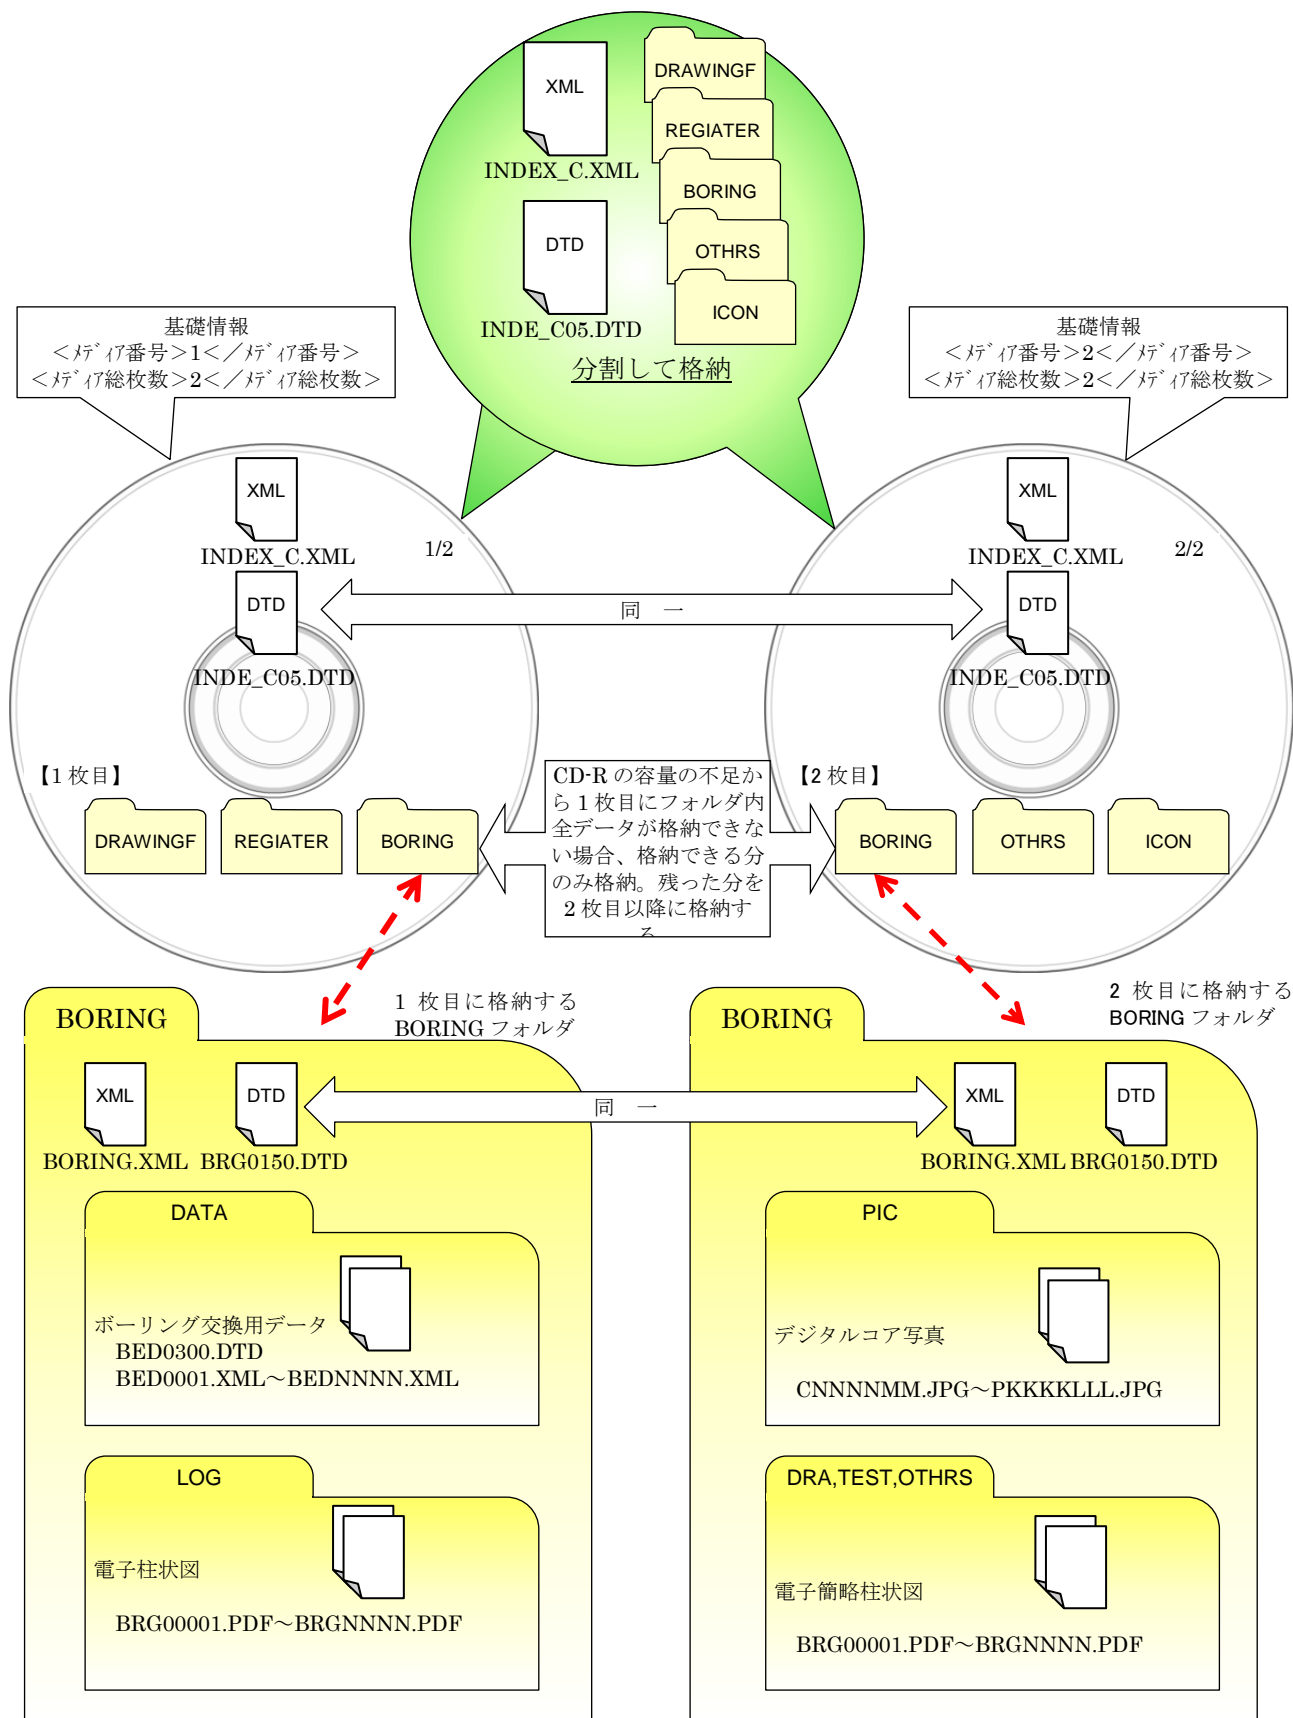 XML
INDEX_C.XML
DTD
INDE_C05.DTD
DRAWINGF
REGIATER
BORING
OTHRS
ICON
分割して格納
基礎情報
<ﾒﾃﾞｨｱ番号>1<／ﾒﾃﾞｨｱ番号>
<ﾒﾃﾞｨｱ総枚数>2<／ﾒﾃﾞｨｱ総枚数>
基礎情報
<ﾒﾃﾞｨｱ番号>2<／ﾒﾃﾞｨｱ番号>
<ﾒﾃﾞｨｱ総枚数>2<／ﾒﾃﾞｨｱ総枚数>
XML
INDEX_C.XML
1/2
DTD
INDE_C05.DTD
XML
INDEX_C.XML
2/2
DTD
INDE_C05.DTD
同　一
【1 枚目】
DRAWINGF
REGIATER
BORING
CD-R の容量の不足か
ら 1 枚目にフォルダ内
全データが格納できな
い場合、格納できる分
のみ格納。残った分を
2 枚目以降に格納す
る
【2 枚目】
BORING
OTHRS
ICON
1 枚目に格納する
BORING フォルダ
2 枚目に格納する
BORING フォルダ
BORING
XML
BORING.XML
DTD
BRG0150.DTD
同　一
BORING
XML
BORING.XML
DTD
BRG0150.DTD
DATA
ボーリング交換用データ
BED0300.DTD
BED0001.XML～BEDNNNN.XML
LOG
電子柱状図
BRG00001.PDF～BRGNNNN.PDF
PIC
デジタルコア写真
CNNNNMM.JPG～PKKKKLLL.JPG
DRA,TEST,OTHRS
電子簡略柱状図
BRG00001.PDF～BRGNNNN.PDF